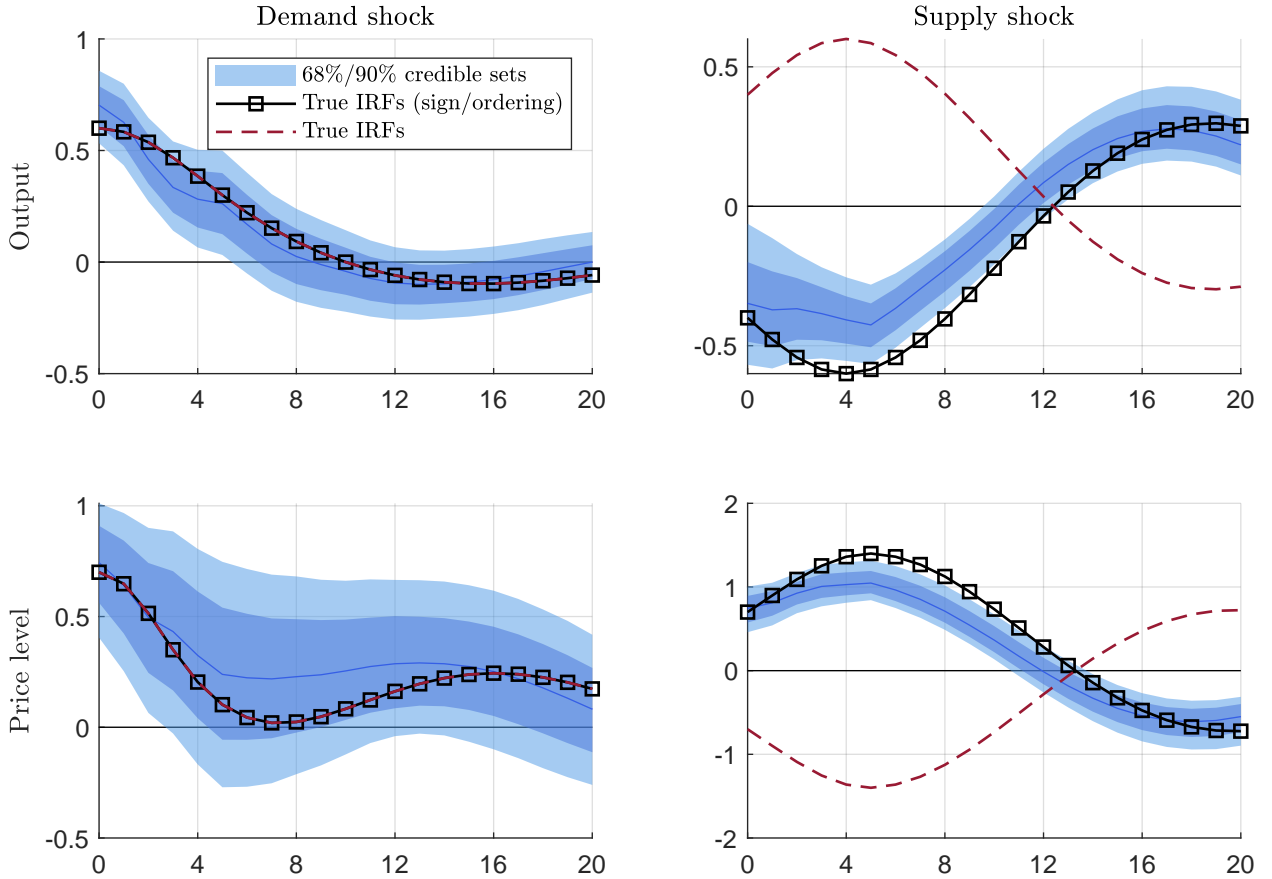 Demand shock
Supply shock
Output
1
0.5
0
-0.5
68%/90% credible sets
True IRFs (sign/ordering)
True IRFs
0 4 8 12 16 20
0.5
0
-0.5
0 4 8 12 16 20
Price level
1
0.5
0
-0.5
0 4 8 12 16 20
2
1
0
-1
-2
0 4 8 12 16 20